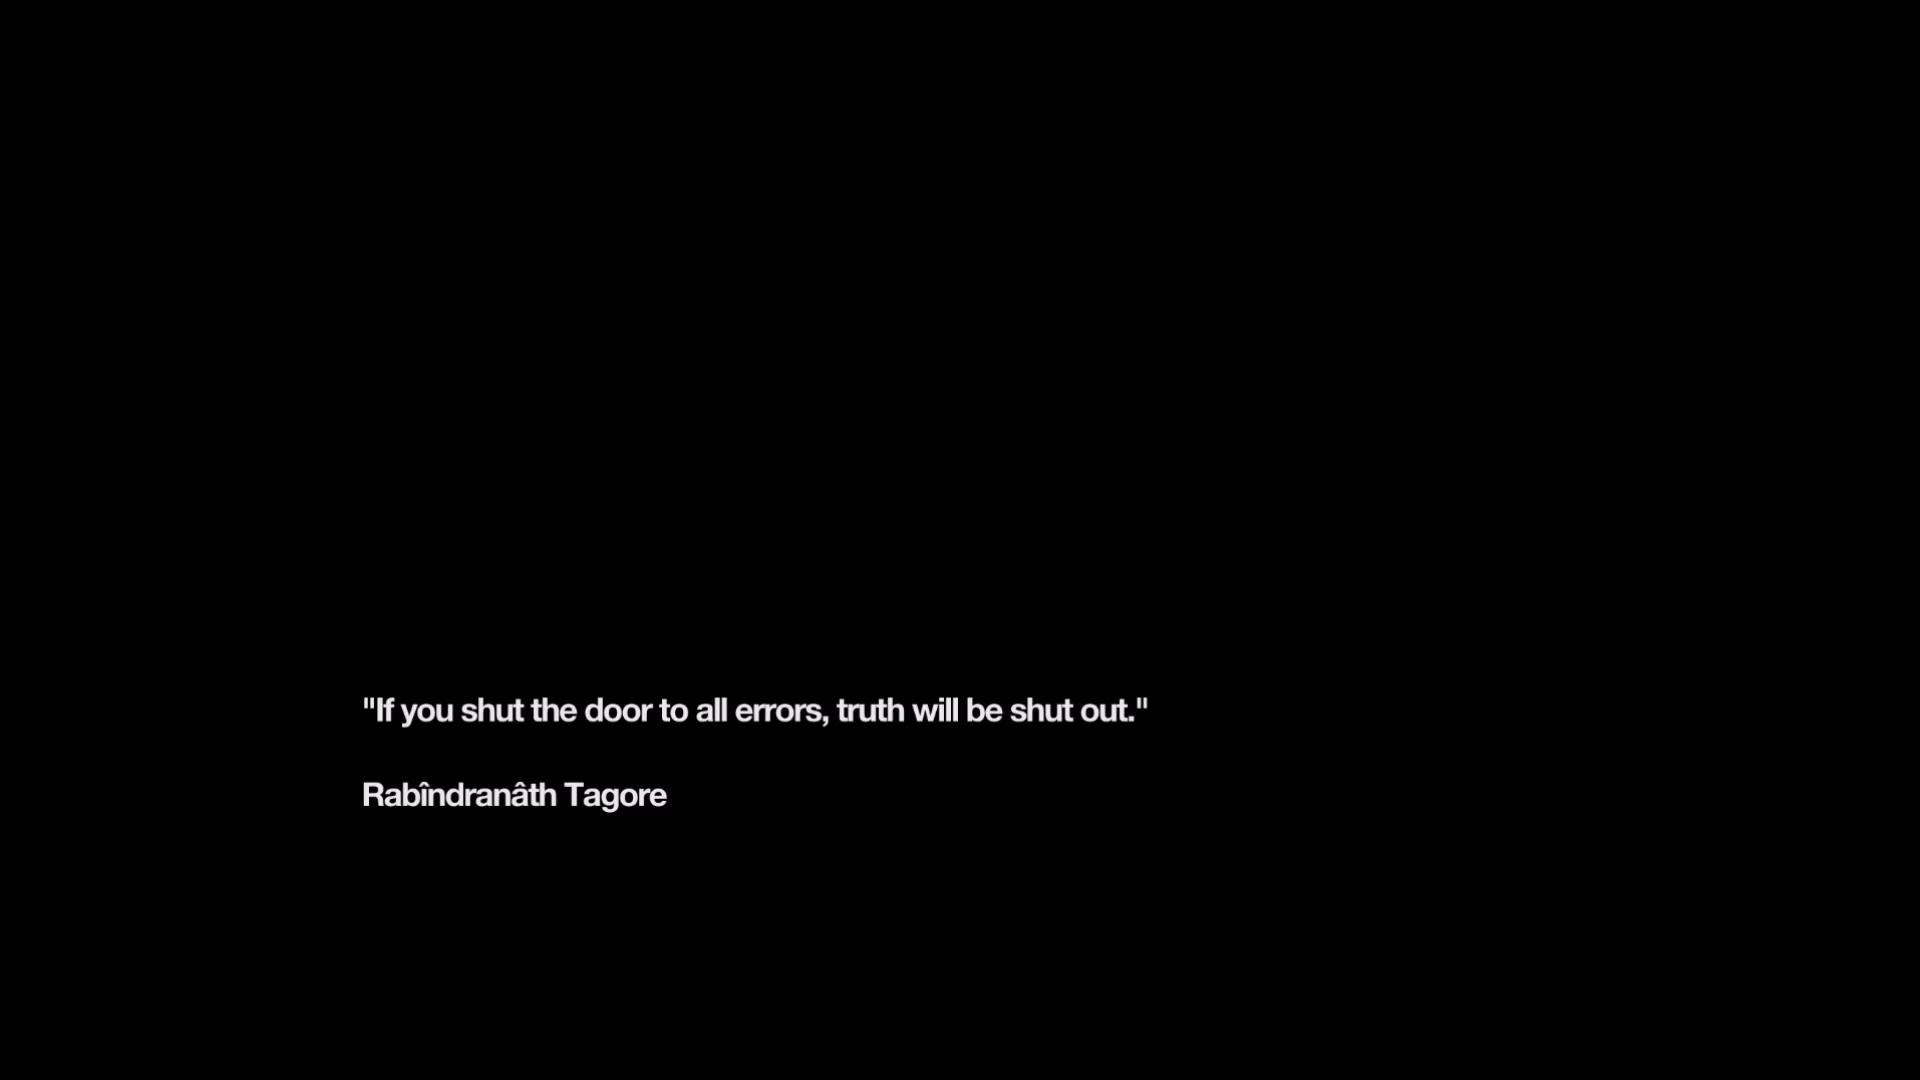 "If you shut the door to all errors, truth will be shut out."
Rabîndranâth Tagore